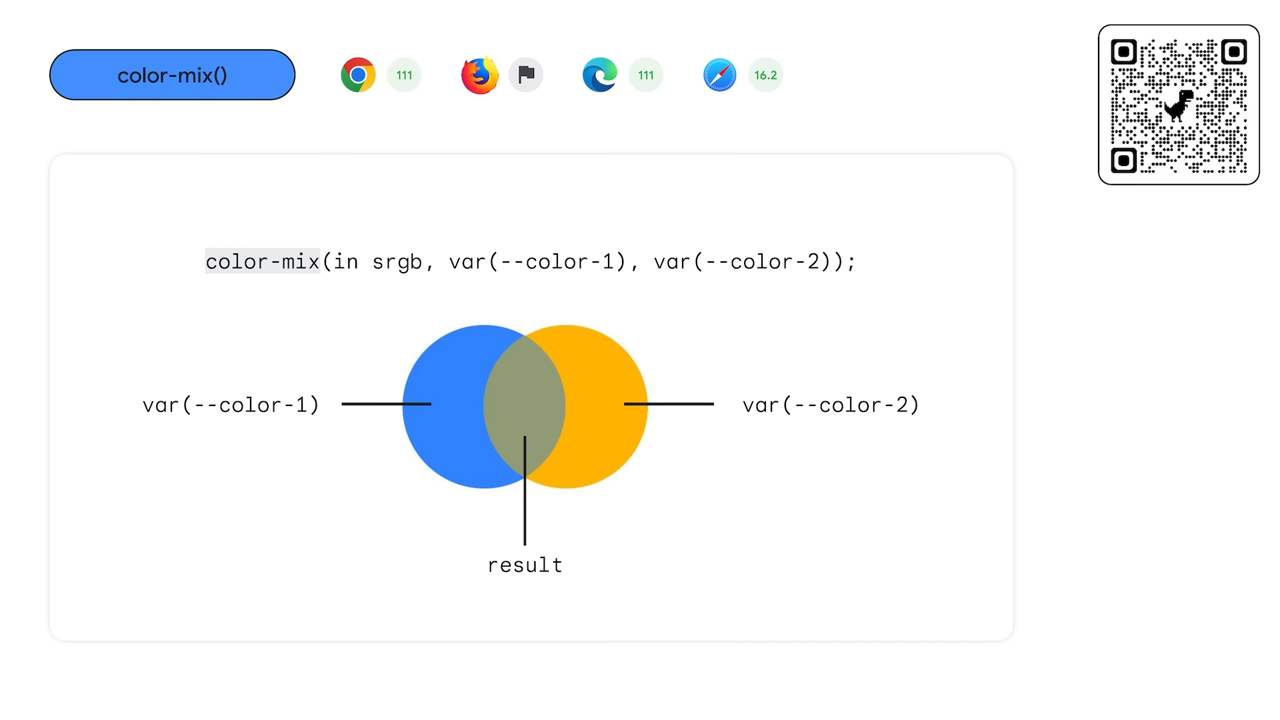 color-mix()
111
111
16.2
color-mix(in srgb, var(--color-1), var(--color-2));
var(--color-1)
var(--color-2)
result